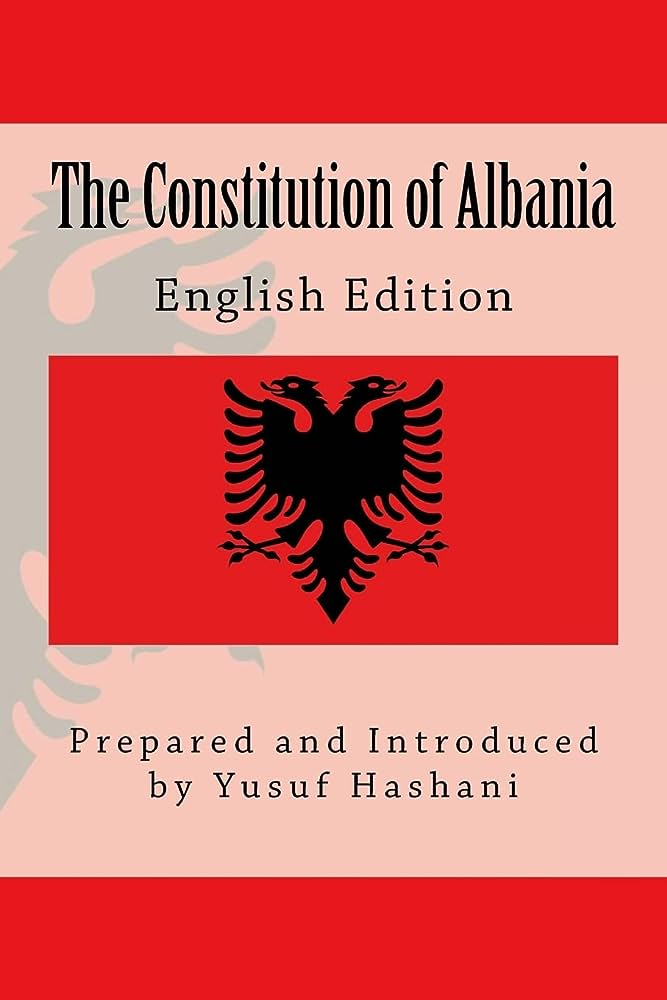 The Constitution of Albania
English Edition
Prepared and Introduced
by Yusuf Hashani